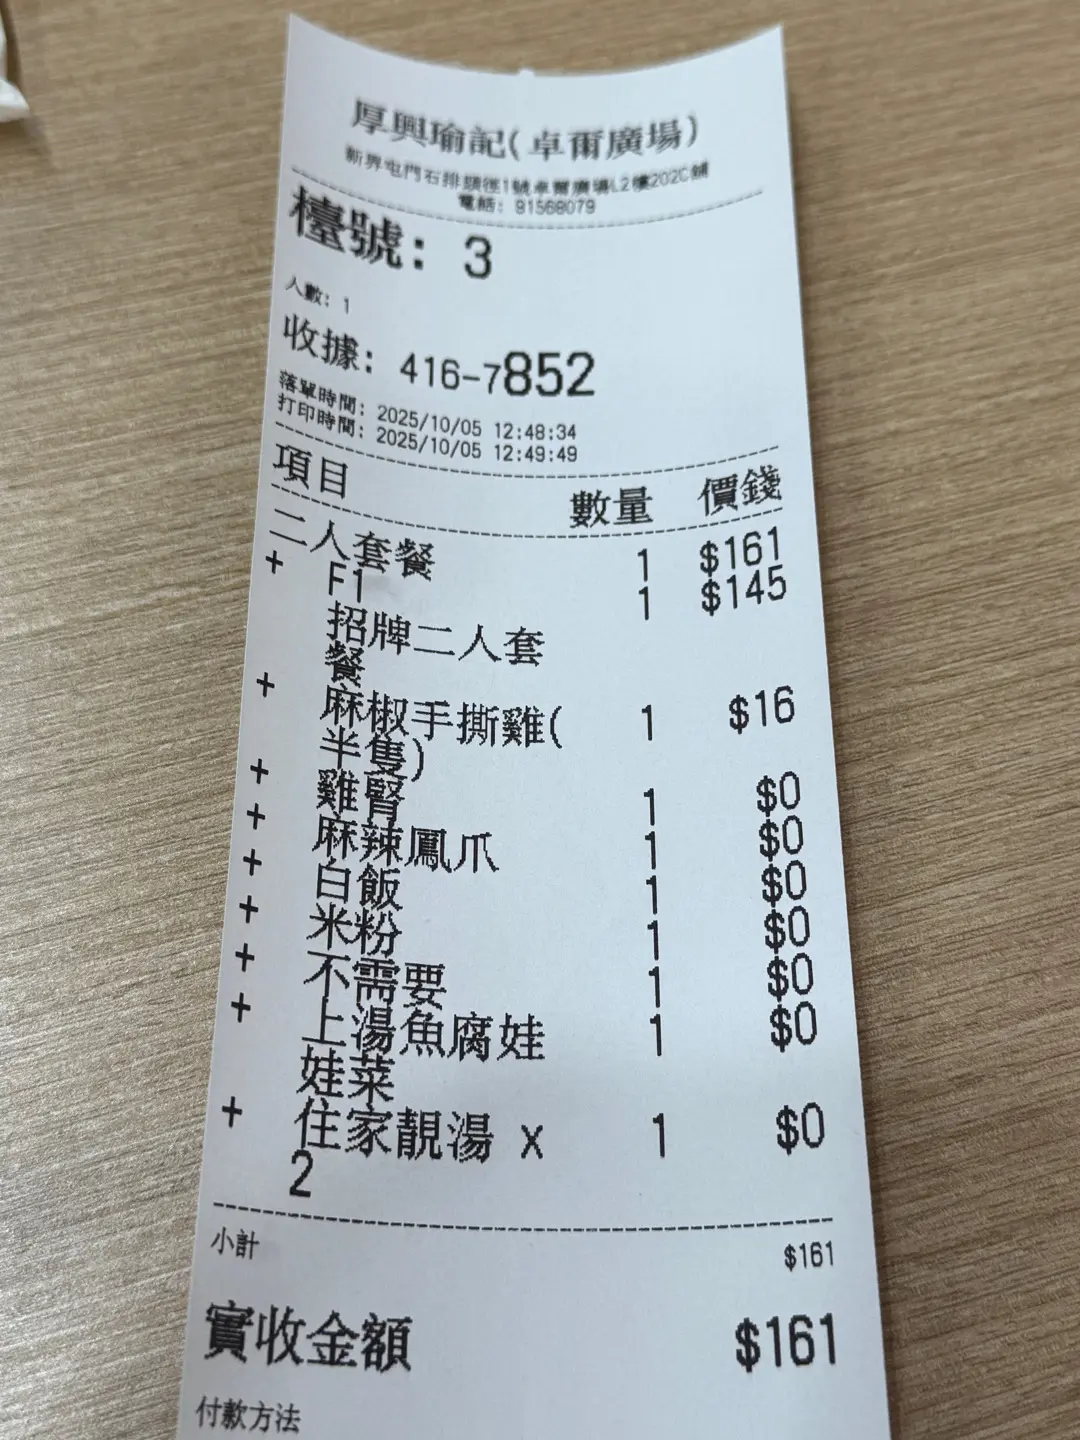 厚興瑜記(卓爾廣場)
新界屯門石排頭徑1號卓爾廣場L2樓202C舖
電話: 91568079
檯號: 3
人數: 1
收據: 416-7852
落單時間: 2025/10/05 12:48:34
打印時間: 2025/10/05 12:49:49
項目 數量 價錢
二人套餐 1 $161
+ F1 1 $145
招牌二人套
餐
+ 麻椒手撕雞( 1 $16
半隻)
+ 雞腎 1 $0
+ 麻辣鳳爪 1 $0
+ 白飯 1 $0
+ 米粉 1 $0
+ 不需要 1 $0
+ 上湯魚腐娃 1 $0
娃菜
+ 住家靚湯 x 1 $0
2
小計 $161
實收金額 $161
付款方法